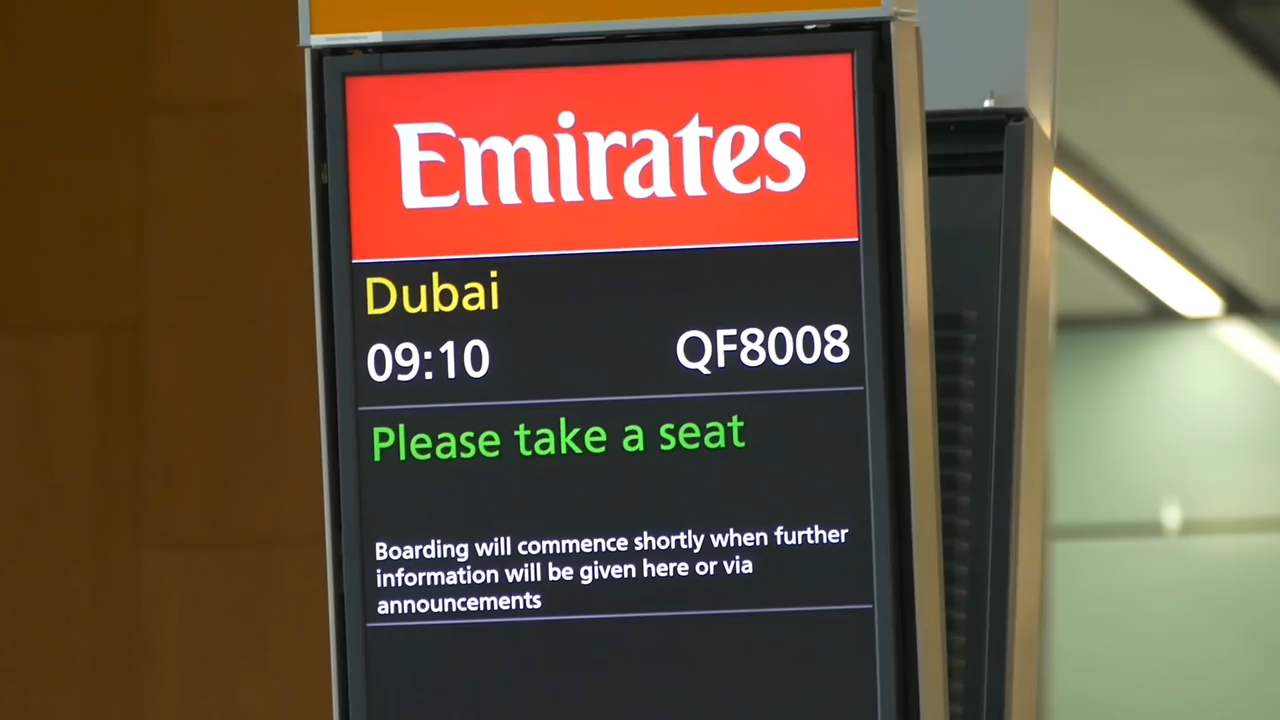 Emirates
Dubai
09:10 QF8008
Please take a seat
Boarding will commence shortly when further
information will be given here or via
announcements